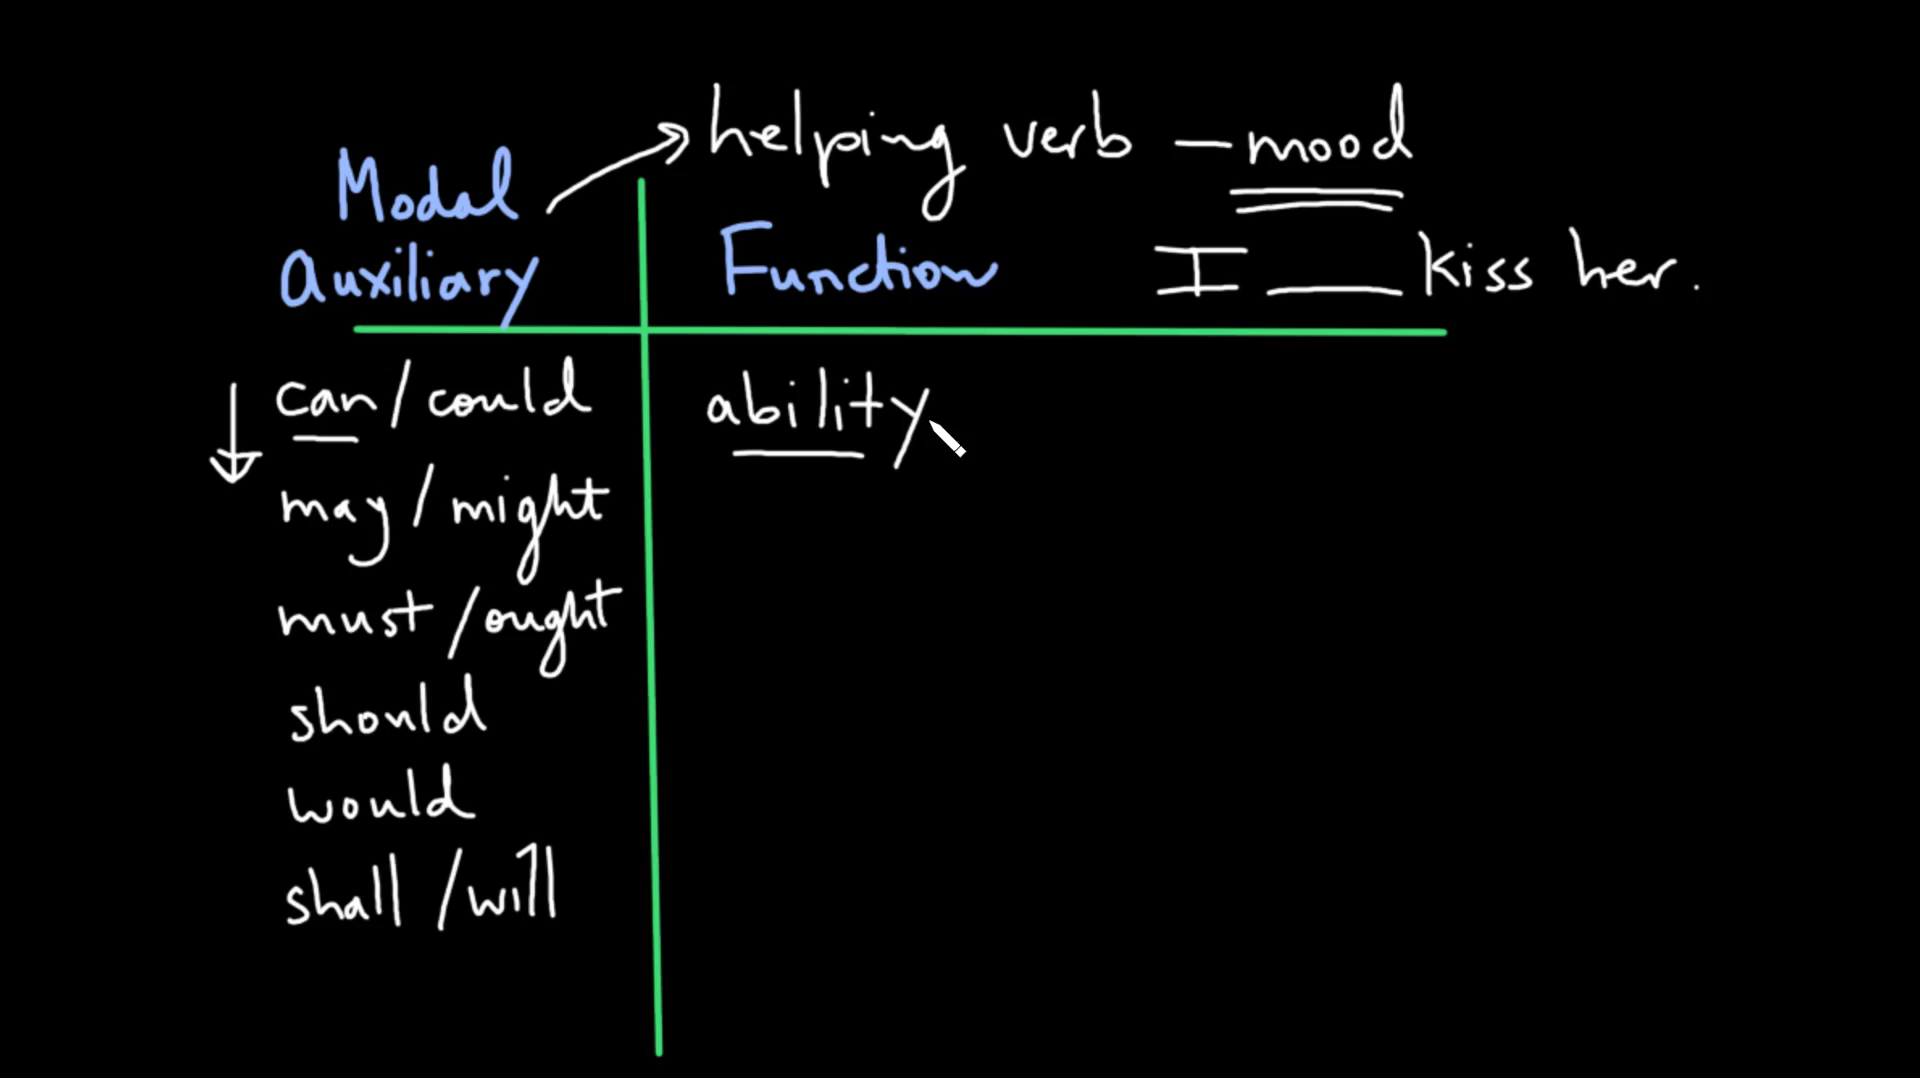 helping verb – mood
Modal
Auxiliary
Function
I ____ kiss her.
can/could
ability
may/might
must/ought
should
would
shall/will